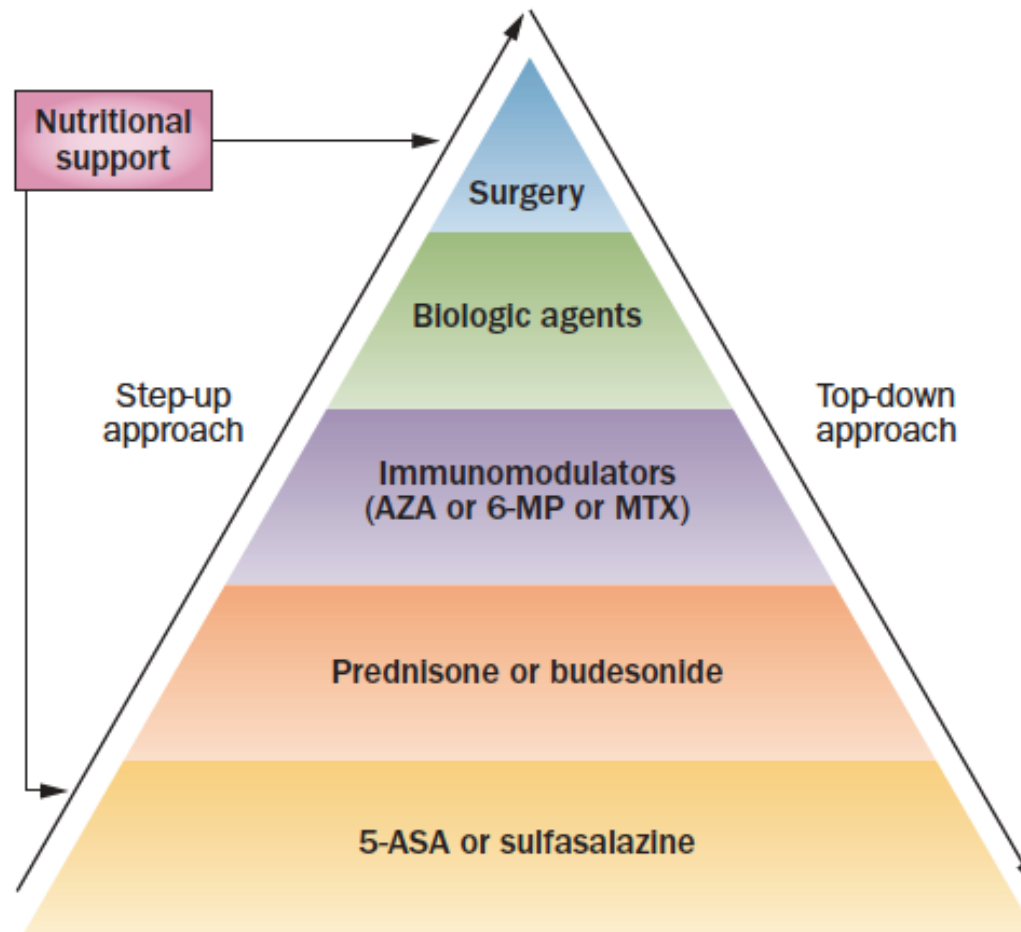 Nutritional
support
Surgery
Biologic agents
Step-up
approach
Top-down
approach
Immunomodulators
(AZA or 6-MP or MTX)
Prednisone or budesonide
5-ASA or sulfasalazine